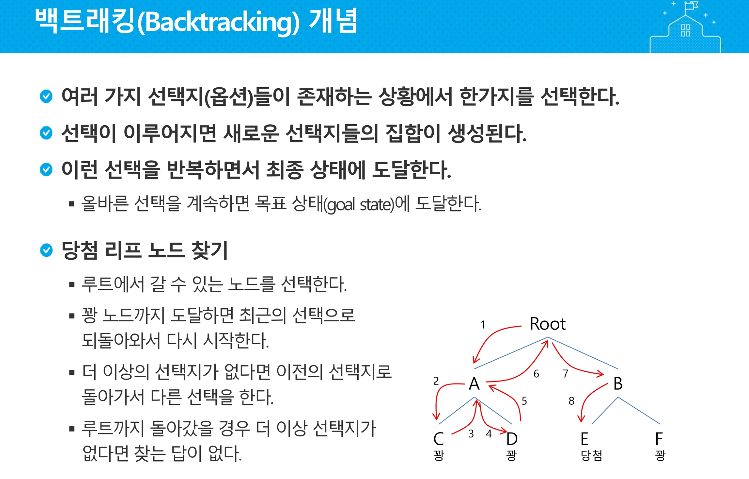 백트래킹(Backtracking) 개념
여러 가지 선택지(옵션)들이 존재하는 상황에서 한가지를 선택한다.
선택이 이루어지면 새로운 선택지들의 집합이 생성된다.
이런 선택을 반복하면서 최종 상태에 도달한다.
올바른 선택을 계속하면 목표 상태(goal state)에 도달한다.
당첨 리프 노드 찾기
루트에서 갈 수 있는 노드를 선택한다.
꽝 노드까지 도달하면 최근의 선택으로
되돌아와서 다시 시작한다.
더 이상의 선택지가 없다면 이전의 선택지로
돌아가서 다른 선택을 한다.
루트까지 돌아갔을 경우 더 이상 선택지가
없다면 찾는 답이 없다.
1 Root
6 7
2 A B
5 8
C 3 4 D E F
꽝 꽝 당첨 꽝